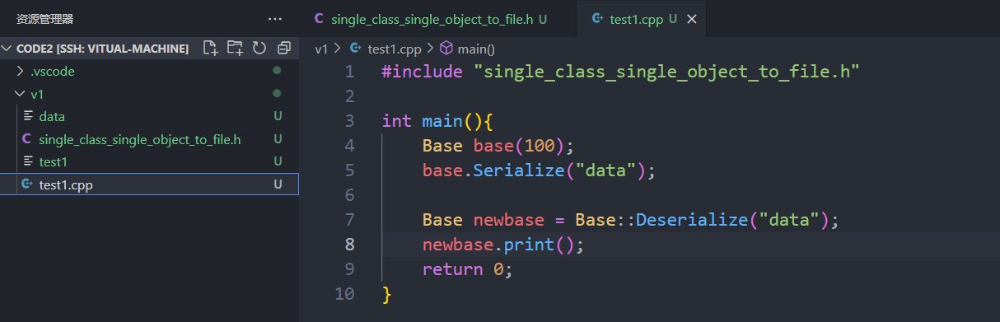 资源管理器 ...
CODE2 [SSH: VITUAL-MACHINE]
.vscode
v1
data U
C single_class_single_object_to_file.h U
test1 U
C++ test1.cpp U
C single_class_single_object_to_file.h U
C++ test1.cpp U
v1 > C++ test1.cpp > main()
1 #include "single_class_single_object_to_file.h"
2
3 int main(){
4 Base base(100);
5 base.Serialize("data");
6
7 Base newbase = Base::Deserialize("data");
8 newbase.print();
9 return 0;
10 }